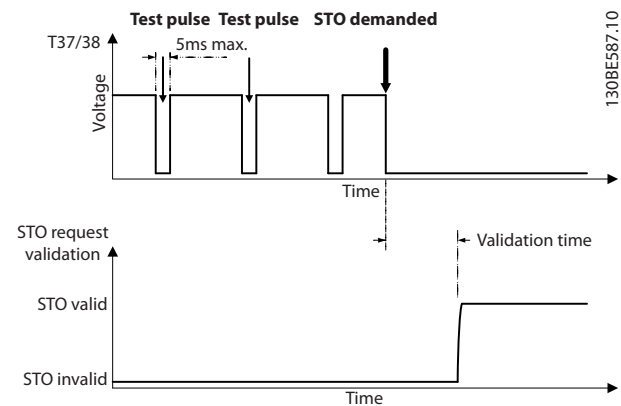 Test pulse Test pulse STO demanded
T37/38
5ms max.
Voltage
Time
130BE587.10
STO request
validation
Validation time
STO valid
STO invalid
Time